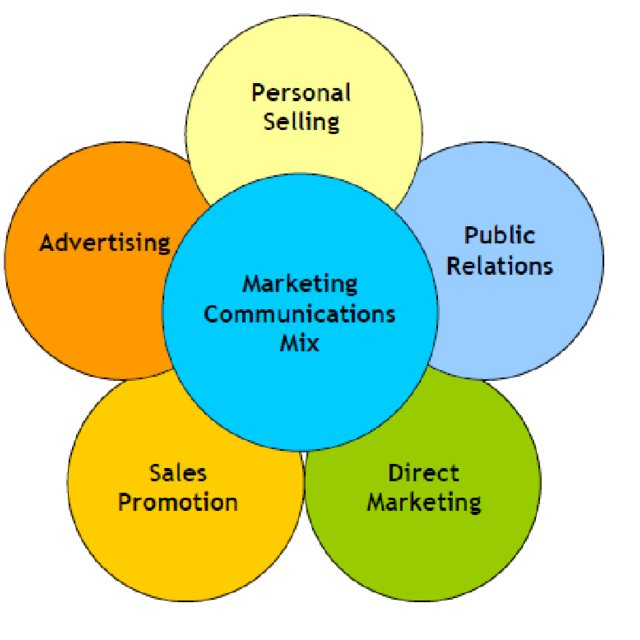 Personal
Selling
Advertising
Public
Relations
Marketing
Communications
Mix
Sales
Promotion
Direct
Marketing